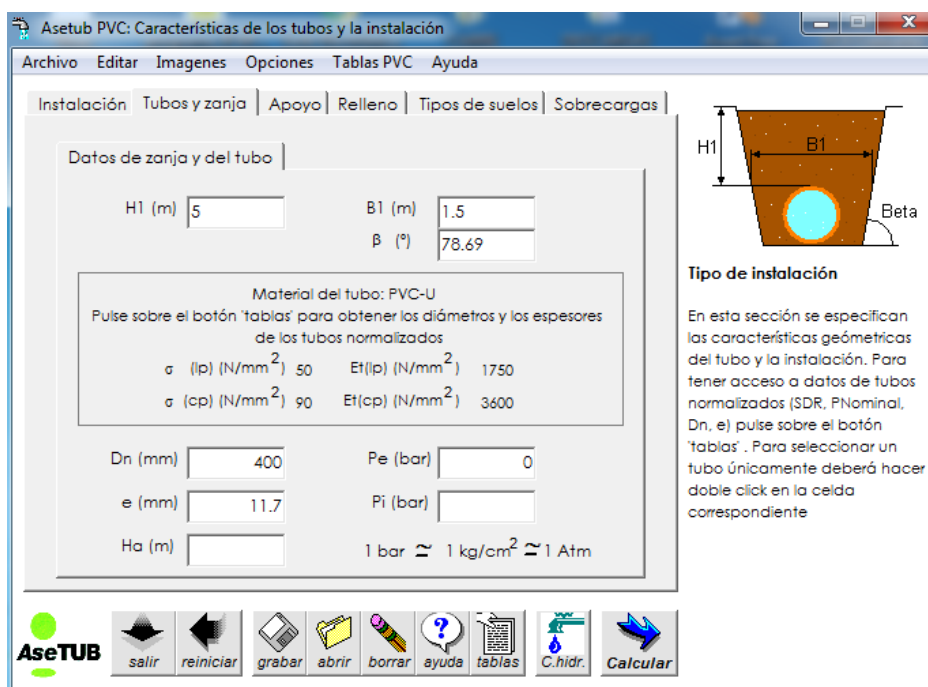 Asetub PVC: Características de los tubos y la instalación
Archivo Editar Imagenes Opciones Tablas PVC Ayuda
Instalación Tubos y zanja Apoyo Relleno Tipos de suelos Sobrecargas
Datos de zanja y del tubo
H1 (m) 5 B1 (m) 1.5
β (º) 78.69
Material del tubo: PVC-U
Pulse sobre el botón 'tablas' para obtener los diámetros y los espesores
de los tubos normalizados
σ (lp) (N/mm²) 50 Et(lp) (N/mm²) 1750
σ (cp) (N/mm²) 90 Et(cp) (N/mm²) 3600
Dn (mm) 400 Pe (bar) 0
e (mm) 11.7 Pi (bar)
Ha (m) 1 bar ≃ 1 kg/cm² ≃ 1 Atm
H1 B1
Beta
Tipo de instalación
En esta sección se especifican
las características geómetricas
del tubo y la instalación. Para
tener acceso a datos de tubos
normalizados (SDR, PNominal,
Dn, e) pulse sobre el botón
'tablas' . Para seleccionar un
tubo únicamente deberá hacer
doble click en la celda
correspondiente
AseTUB salir reiniciar grabar abrir borrar ayuda tablas C.hidr. Calcular